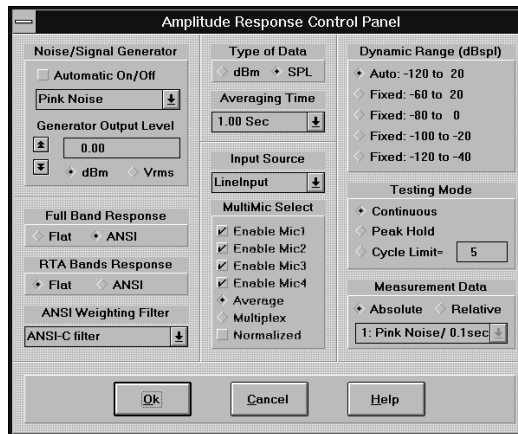 Amplitude Response Control Panel
Noise/Signal Generator
Automatic On/Off
Pink Noise
Generator Output Level
0.00
dBm Vrms
Full Band Response
Flat ANSI
RTA Bands Response
Flat ANSI
ANSI Weighting Filter
ANSI-C filter
Type of Data
dBm SPL
Averaging Time
1.00 Sec
Input Source
LineInput
MultiMic Select
Enable Mic1
Enable Mic2
Enable Mic3
Enable Mic4
Average
Multiplex
Normalized
Dynamic Range (dBspl)
Auto: -120 to 20
Fixed: -60 to 20
Fixed: -80 to 0
Fixed: -100 to -20
Fixed: -120 to -40
Testing Mode
Continuous
Peak Hold
Cycle Limit= 5
Measurement Data
Absolute Relative
1: Pink Noise/ 0.1sec
Ok Cancel Help